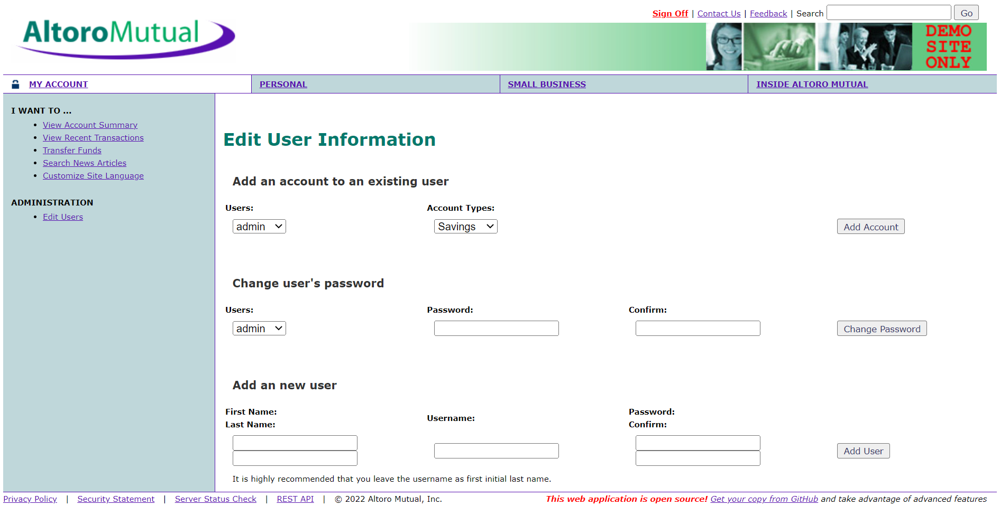 Sign Off | Contact Us | Feedback | Search Go
AltoroMutual
DEMO
SITE
ONLY
MY ACCOUNT
PERSONAL
SMALL BUSINESS
INSIDE ALTORO MUTUAL
I WANT TO ...
• View Account Summary
• View Recent Transactions
• Transfer Funds
• Search News Articles
• Customize Site Language
ADMINISTRATION
• Edit Users
Edit User Information
Add an account to an existing user
Users: Account Types:
admin Savings Add Account
Change user's password
Users: Password: Confirm:
admin Change Password
Add an new user
First Name:
Last Name:
Username:
Password:
Confirm:
Add User
It is highly recommended that you leave the username as first initial last name.
Privacy Policy | Security Statement | Server Status Check | REST API | © 2022 Altoro Mutual, Inc. This web application is open source! Get your copy from GitHub and take advantage of advanced features